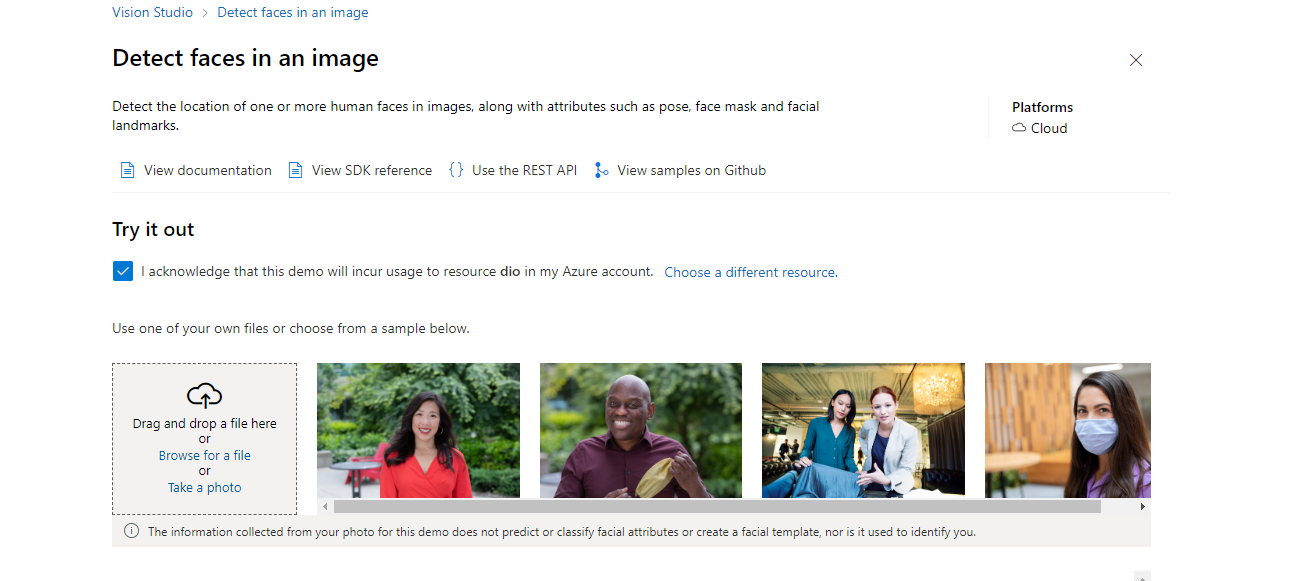 Vision Studio > Detect faces in an image
Detect faces in an image
Detect the location of one or more human faces in images, along with attributes such as pose, face mask and facial
landmarks.
Platforms
Cloud
View documentation View SDK reference {} Use the REST API View samples on Github
Try it out
I acknowledge that this demo will incur usage to resource dio in my Azure account. Choose a different resource.
Use one of your own files or choose from a sample below.
Drag and drop a file here
or
Browse for a file
or
Take a photo
The information collected from your photo for this demo does not predict or classify facial attributes or create a facial template, nor is it used to identify you.